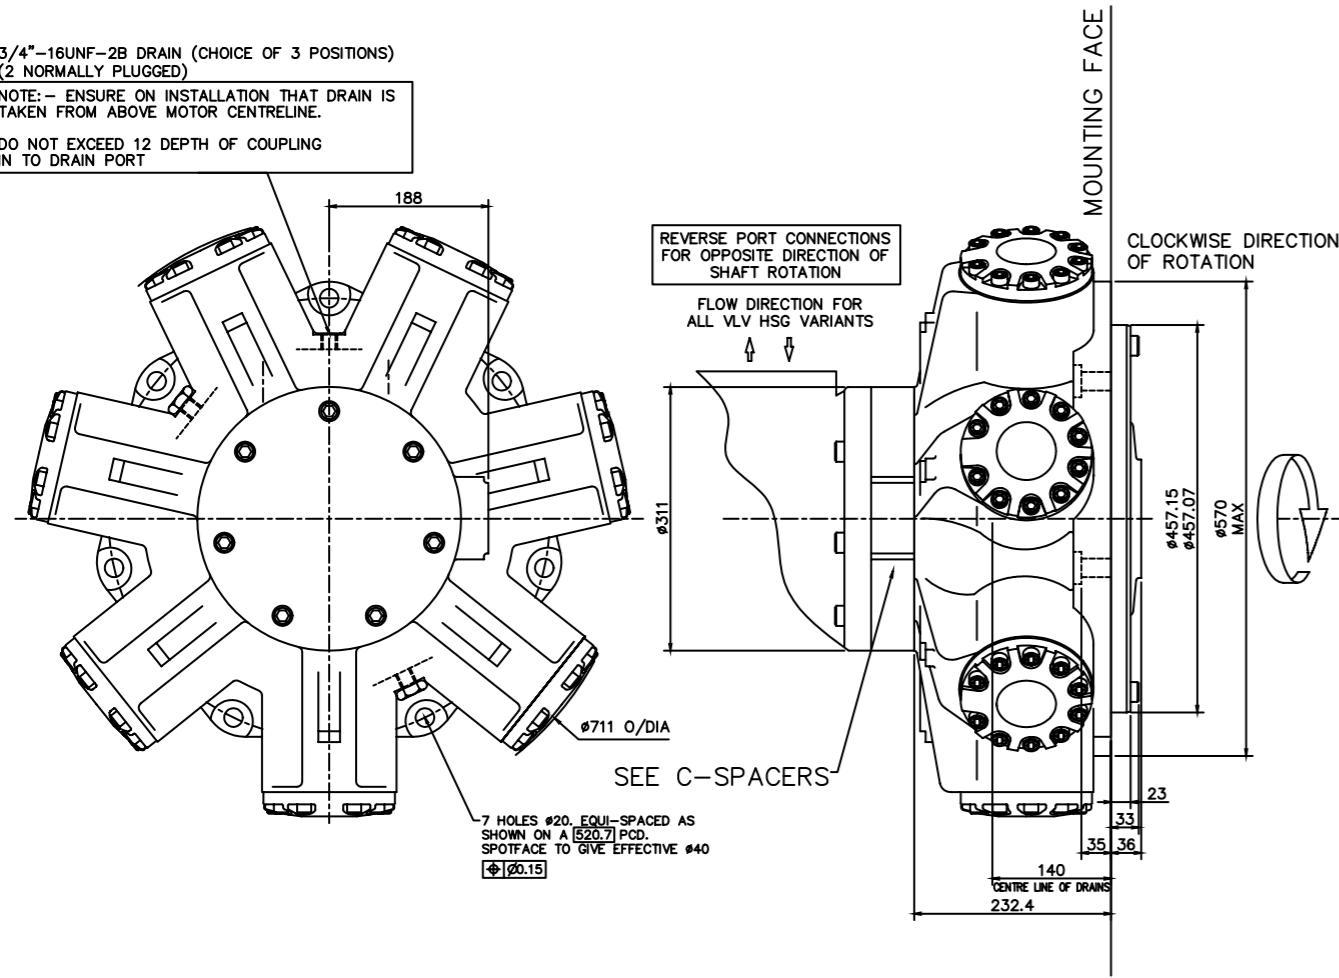 3/4"-16UNF-2B DRAIN (CHOICE OF 3 POSITIONS)
(2 NORMALLY PLUGGED)
NOTE:- ENSURE ON INSTALLATION THAT DRAIN IS
TAKEN FROM ABOVE MOTOR CENTRELINE.
DO NOT EXCEED 12 DEPTH OF COUPLING
IN TO DRAIN PORT
188
ø711 O/DIA
7 HOLES ø20. EQUI-SPACED AS
SHOWN ON A 520.7 PCD.
SPOTFACE TO GIVE EFFECTIVE ø40
⌖ Ø0.15
REVERSE PORT CONNECTIONS
FOR OPPOSITE DIRECTION OF
SHAFT ROTATION
FLOW DIRECTION FOR
ALL VLV HSG VARIANTS
MOUNTING FACE
CLOCKWISE DIRECTION
OF ROTATION
ø311
ø457.15
ø457.07
ø570
MAX
SEE C-SPACERS
23
33
35
36
140
CENTRE LINE OF DRAINS
232.4